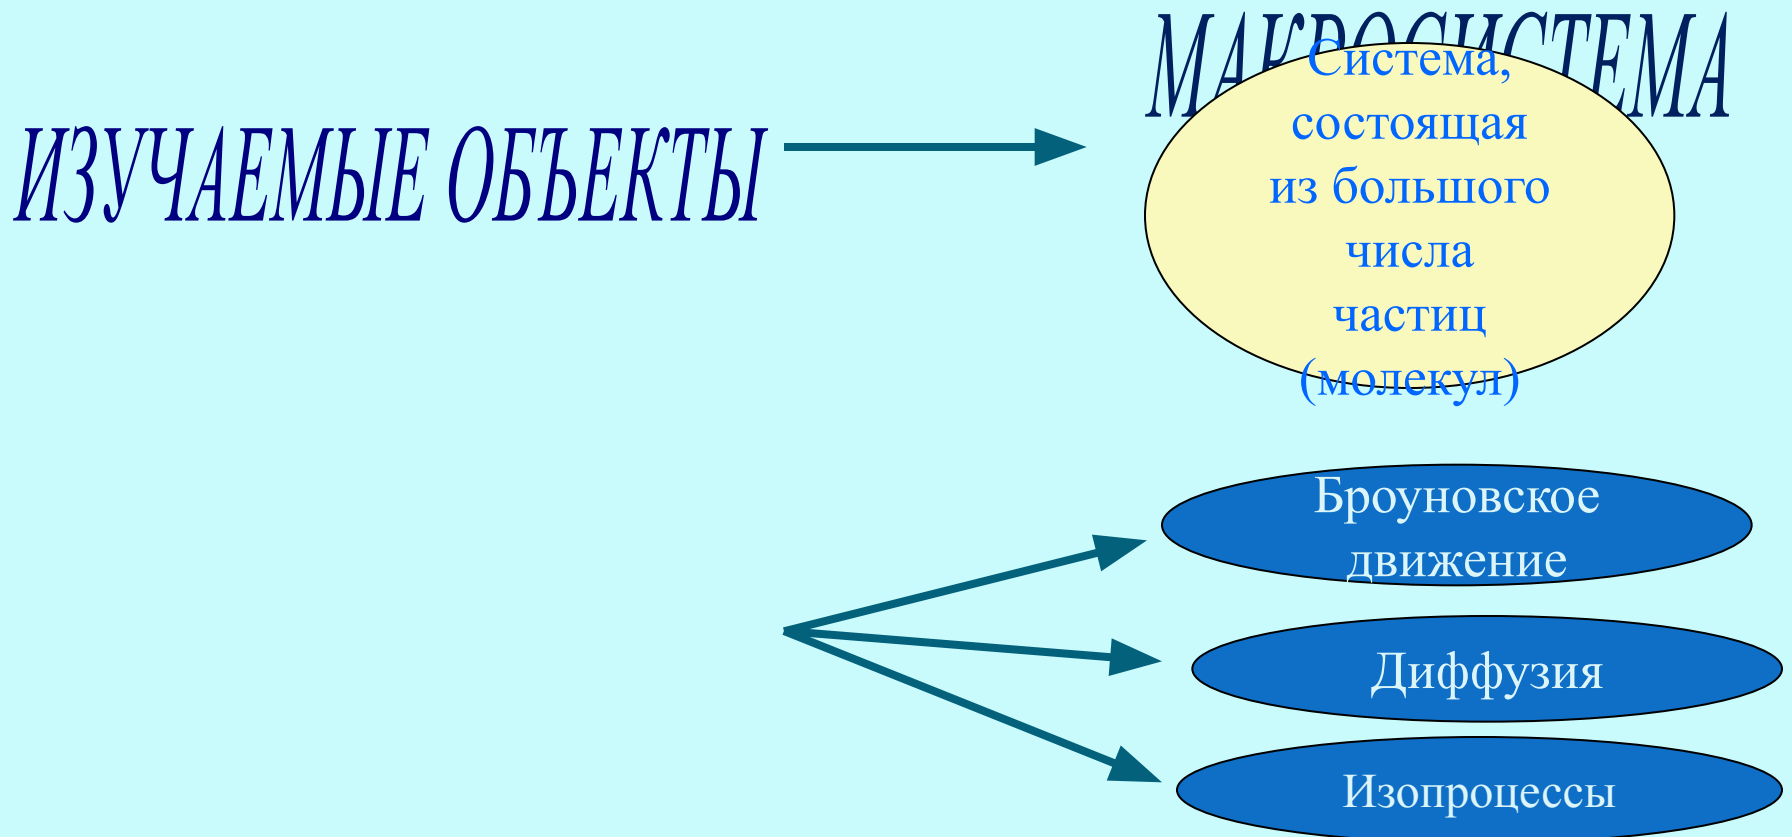 МАКРОСИСТЕМА
ИЗУЧАЕМЫЕ ОБЪЕКТЫ
Система,
состоящая
из большого
числа
частиц
(молекул)
Броуновское
движение
Диффузия
Изопроцессы